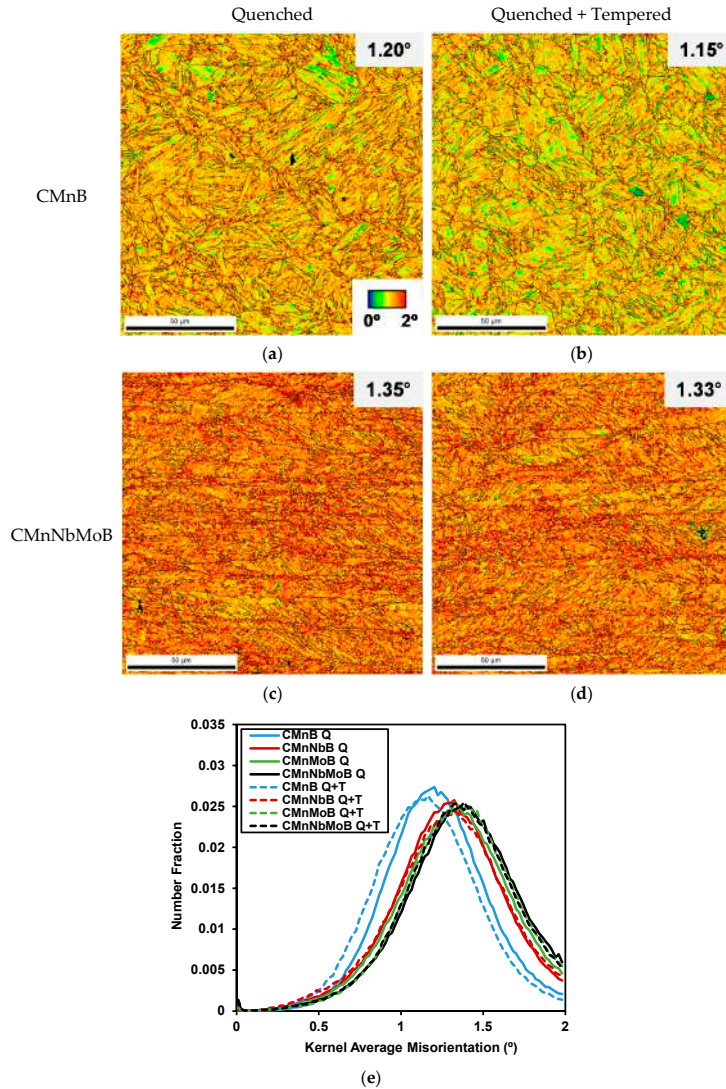 Quenched
Quenched + Tempered
CMnB
1.20°
1.15°
0° 2°
50 µm
50 µm
(a)
(b)
CMnNbMoB
1.35°
1.33°
50 µm
50 µm
(c)
(d)
0.035
0.03
0.025
0.02
0.015
0.01
0.005
0
Number Fraction
CMnB Q
CMnNbB Q
CMnMoB Q
CMnNbMoB Q
CMnB Q+T
CMnNbB Q+T
CMnMoB Q+T
CMnNbMoB Q+T
0 0.5 1 1.5 2
Kernel Average Misorientation (º)
(e)